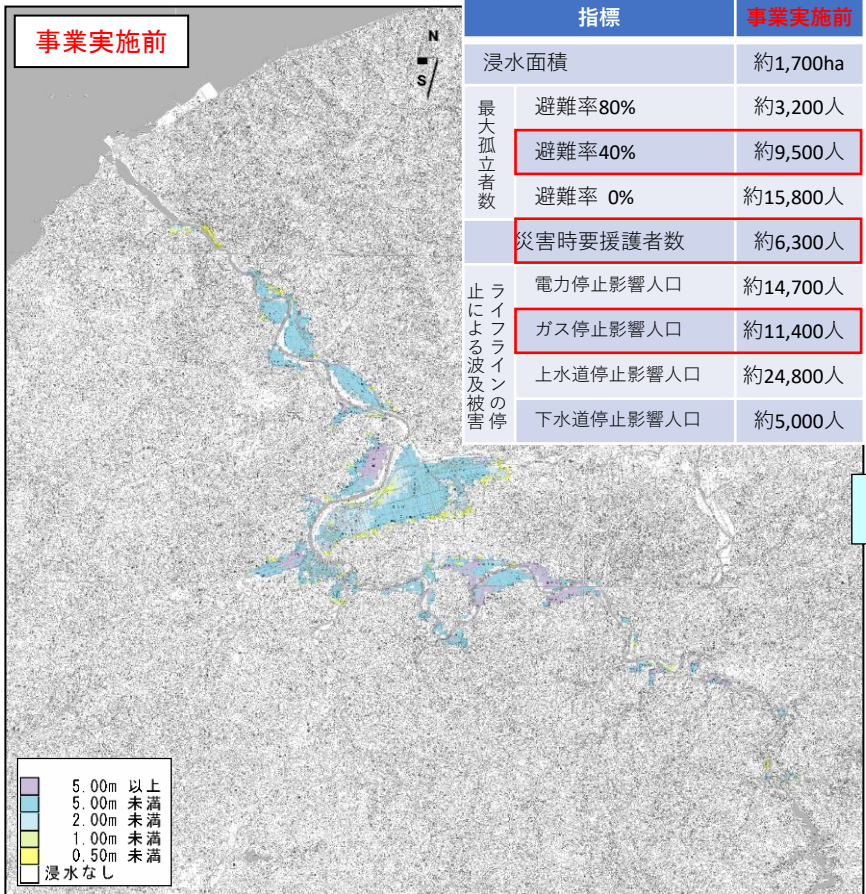 事業実施前
N
S
指標 事業実施前
浸水面積 約1,700ha
最大孤立者数
避難率80% 約3,200人
避難率40% 約9,500人
避難率 0% 約15,800人
災害時要援護者数 約6,300人
ライフラインの停
止による波及被害
電力停止影響人口 約14,700人
ガス停止影響人口 約11,400人
上水道停止影響人口 約24,800人
下水道停止影響人口 約5,000人
5.00m 以上
5.00m 未満
2.00m 未満
1.00m 未満
0.50m 未満
浸水なし